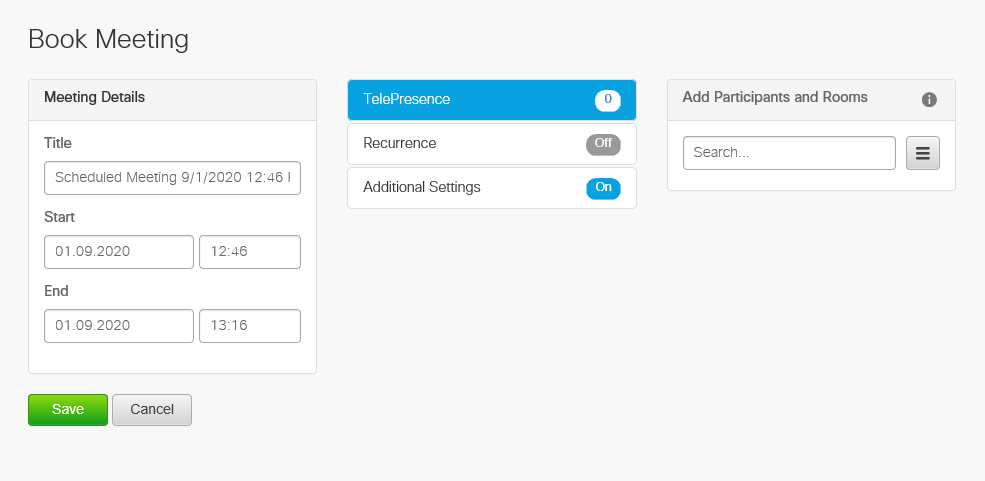 Book Meeting
Meeting Details
Title
Scheduled Meeting 9/1/2020 12:46
Start
01.09.2020
12:46
End
01.09.2020
13:16
Save
Cancel
TelePresence
0
Recurrence
Off
Additional Settings
On
Add Participants and Rooms
Search...